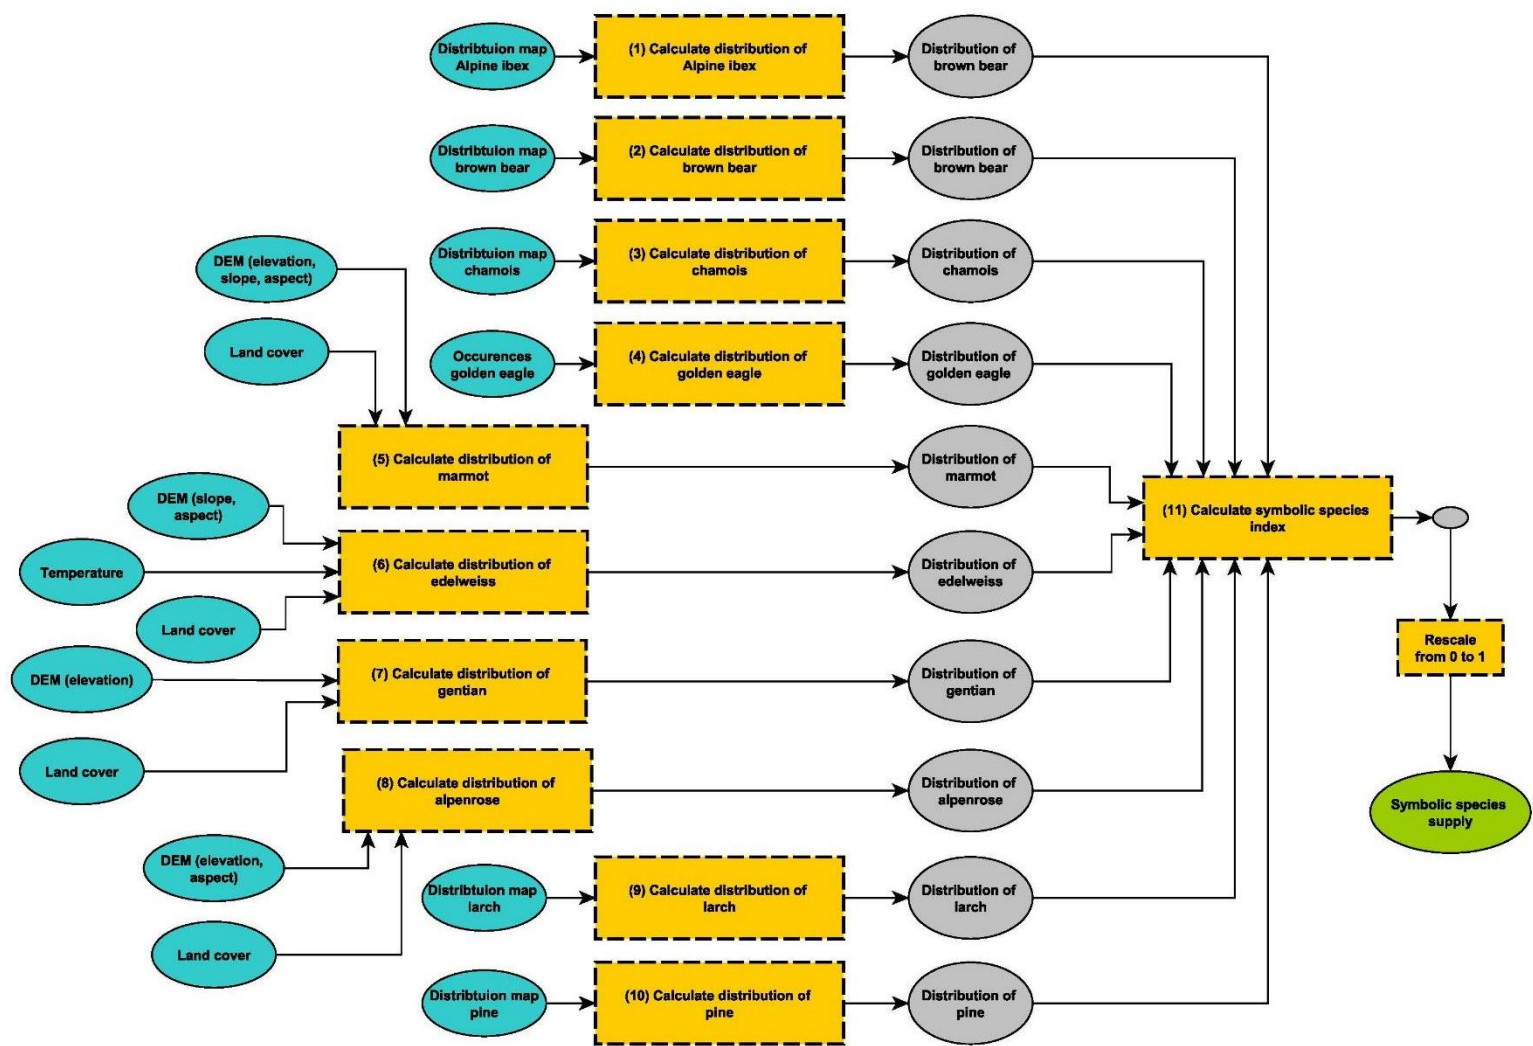 Distribtuion map
Alpine ibex
(1) Calculate distribution of
Alpine ibex
Distribution of
brown bear
Distribtuion map
brown bear
(2) Calculate distribution of
brown bear
Distribution of
brown bear
Distribtuion map
chamois
(3) Calculate distribution of
chamois
Distribution of
chamois
DEM (elevation,
slope, aspect)
Land cover
Occurences
golden eagle
(4) Calculate distribution of
golden eagle
Distribution of
golden eagle
(5) Calculate distribution of
marmot
Distribution of
marmot
DEM (slope,
aspect)
Temperature
Land cover
(6) Calculate distribution of
edelweiss
Distribution of
edelweiss
(11) Calculate symbolic species
index
DEM (elevation)
Land cover
(7) Calculate distribution of
gentian
Distribution of
gentian
Rescale
from 0 to 1
(8) Calculate distribution of
alpenrose
Distribution of
alpenrose
Symbolic species
supply
DEM (elevation,
aspect)
Land cover
Distribtuion map
larch
(9) Calculate distribution of
larch
Distribution of
larch
Distribtuion map
pine
(10) Calculate distribution of
pine
Distribution of
pine